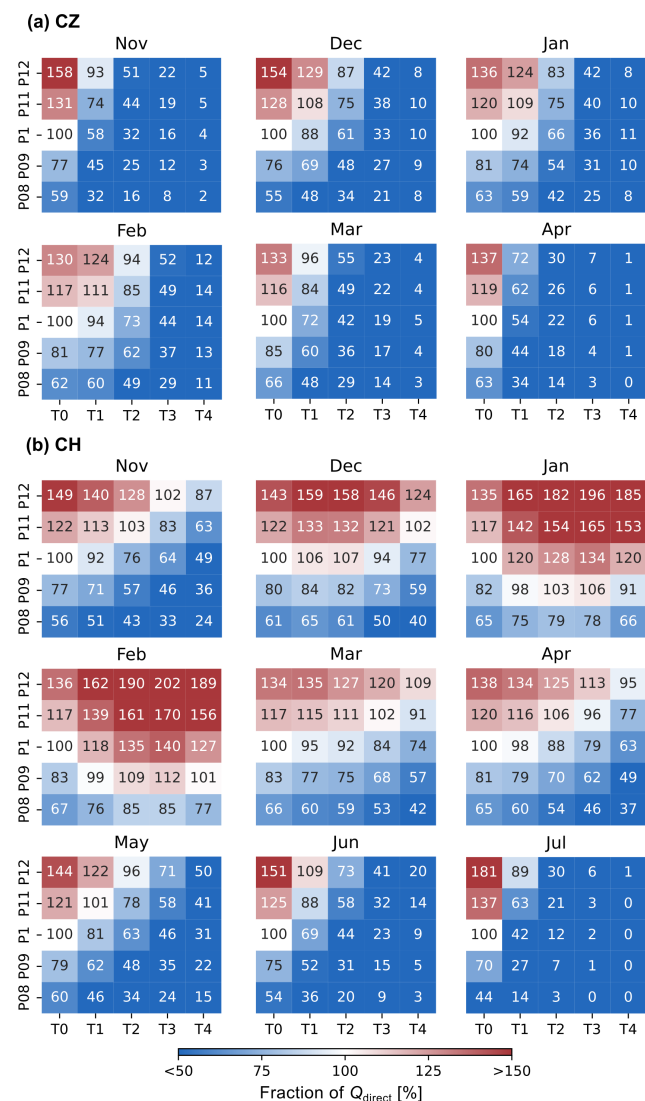 (a) CZ
Nov Dec Jan
P12 158 93 51 22 5 154 129 87 42 8 136 124 83 42 8
P11 131 74 44 19 5 128 108 75 38 10 120 109 75 40 10
P1 100 58 32 16 4 100 88 61 33 10 100 92 66 36 11
P09 77 45 25 12 3 76 69 48 27 9 81 74 54 31 10
P08 59 32 16 8 2 55 48 34 21 8 63 59 42 25 8
Feb Mar Apr
P12 130 124 94 52 12 133 96 55 23 4 137 72 30 7 1
P11 117 111 85 49 14 116 84 49 22 4 119 62 26 6 1
P1 100 94 73 44 14 100 72 42 19 5 100 54 22 6 1
P09 81 77 62 37 13 85 60 36 17 4 80 44 18 4 1
P08 62 60 49 29 11 66 48 29 14 3 63 34 14 3 0
T0 T1 T2 T3 T4 T0 T1 T2 T3 T4 T0 T1 T2 T3 T4
(b) CH
Nov Dec Jan
P12 149 140 128 102 87 143 159 158 146 124 135 165 182 196 185
P11 122 113 103 83 63 122 133 132 121 102 117 142 154 165 153
P1 100 92 76 64 49 100 106 107 94 77 100 120 128 134 120
P09 77 71 57 46 36 80 84 82 73 59 82 98 103 106 91
P08 56 51 43 33 24 61 65 61 50 40 65 75 79 78 66
Feb Mar Apr
P12 136 162 190 202 189 134 135 127 120 109 138 134 125 113 95
P11 117 139 161 170 156 117 115 111 102 91 120 116 106 96 77
P1 100 118 135 140 127 100 95 92 84 74 100 98 88 79 63
P09 83 99 109 112 101 83 77 75 68 57 81 79 70 62 49
P08 67 76 85 85 77 66 60 59 53 42 65 60 54 46 37
May Jun Jul
P12 144 122 96 71 50 151 109 73 41 20 181 89 30 6 1
P11 121 101 78 58 41 125 88 58 32 14 137 63 21 3 0
P1 100 81 63 46 31 100 69 44 23 9 100 42 12 2 0
P09 79 62 48 35 22 75 52 31 15 5 70 27 7 1 0
P08 60 46 34 24 15 54 36 20 9 3 44 14 3 0 0
T0 T1 T2 T3 T4 T0 T1 T2 T3 T4 T0 T1 T2 T3 T4
<50 75 100 125 >150
Fraction of Qdirect [%]